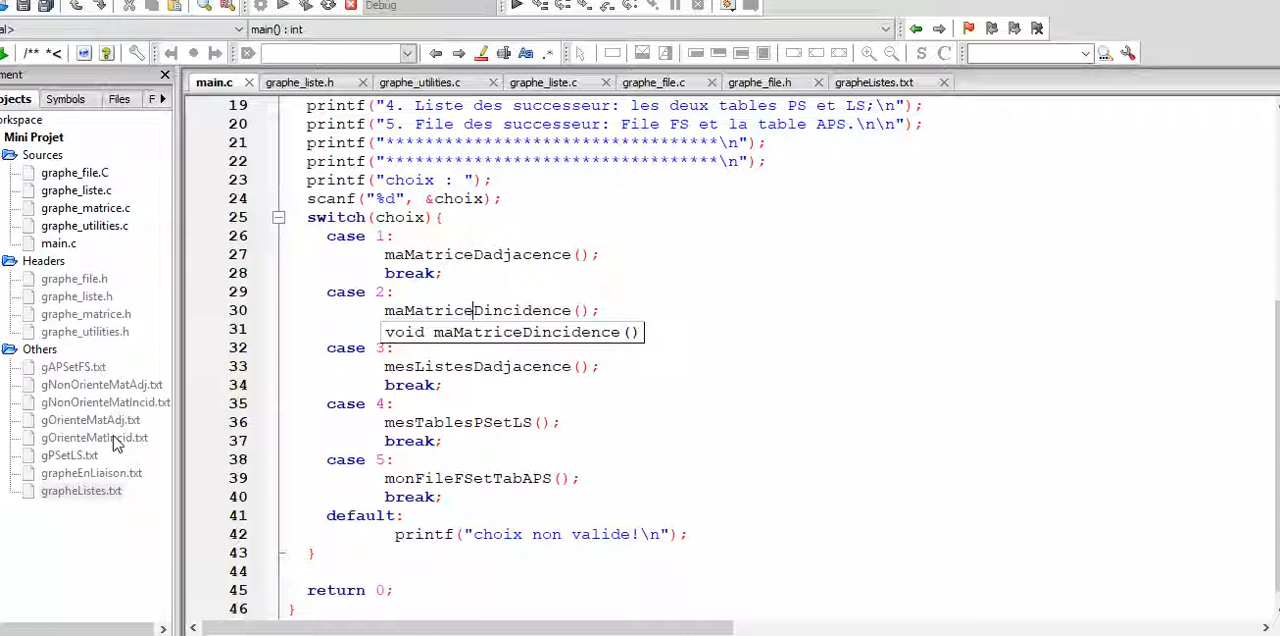 Debug
al> main() : int
/** *< Aa .* S C
ment main.c graphe_liste.h graphe_utilities.c graphe_liste.c graphe_file.c graphe_file.h grapheListes.txt
ojects Symbols Files F
orkspace
Mini Projet
Sources
graphe_file.C
graphe_liste.c
graphe_matrice.c
graphe_utilities.c
main.c
Headers
graphe_file.h
graphe_liste.h
graphe_matrice.h
graphe_utilities.h
Others
gAPSetFS.txt
gNonOrienteMatAdj.txt
gNonOrienteMatIncid.txt
gOrienteMatAdj.txt
gOrienteMatIncid.txt
gPSetLS.txt
grapheEnLiaison.txt
grapheListes.txt
19 printf("4. Liste des successeur: les deux tables PS et LS;\n");
20 printf("5. File des successeur: File FS et la table APS.\n\n");
21 printf("**********************************\n");
22 printf("**********************************\n");
23 printf("choix : ");
24 scanf("%d", &choix);
25 switch(choix){
26 case 1:
27 maMatriceDadjacence();
28 break;
29 case 2:
30 maMatriceDincidence();
31 void maMatriceDincidence ()
32 case 3:
33 mesListesDadjacence();
34 break;
35 case 4:
36 mesTablesPSetLS();
37 break;
38 case 5:
39 monFileFSetTabAPS();
40 break;
41 default:
42 printf("choix non valide!\n");
43 }
44
45 return 0;
46 }